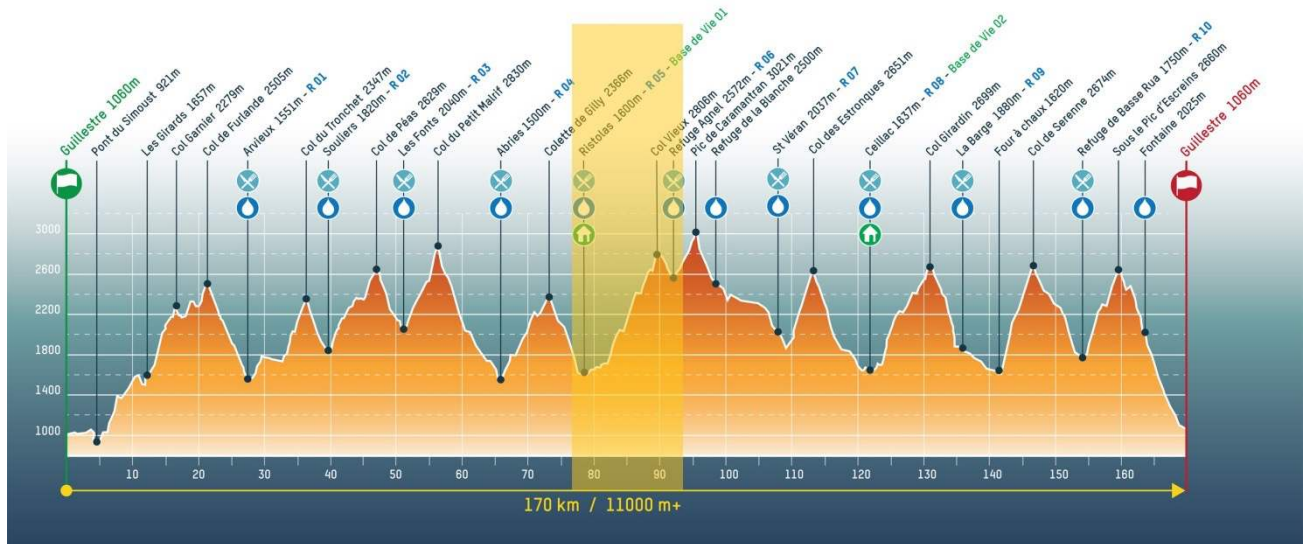 Guillestre 1060m
Pont du Simoust 921m
Les Girards 1657m
Col Garnier 2279m
Col de Furfande 2505m
Arvieux 1551m - R 01
Col du Tronchet 2347m
Souliers 1820m - R 02
Col de Péas 2629m
Les Fonts 2040m - R 03
Col du Petit Malrif 2830m
Abries 1500m - R 04
Colette de Gilly 2366m
Ristolas 1600m - R 05 - Base de Vie 01
Col Vieux 2806m
Refuge Agnel 2572m - R 06
Pic de Caramantran 3021m
Refuge de la Blanche 2500m
St Véran 2037m - R 07
Col des Estronques 2651m
Ceillac 1637m - R 08 - Base de Vie 02
Col Girardin 2699m
La Barge 1880m - R 09
Four à chaux 1620m
Col de Serenne 2674m
Refuge de Basse Rua 1750m - R 10
Sous le Pic d'Escreins 2660m
Fontaine 2025m
Guillestre 1060m
3000
2600
2200
1800
1400
1000
10 20 30 40 50 60 70 80 90 100 110 120 130 140 150 160
170 km / 11000 m+